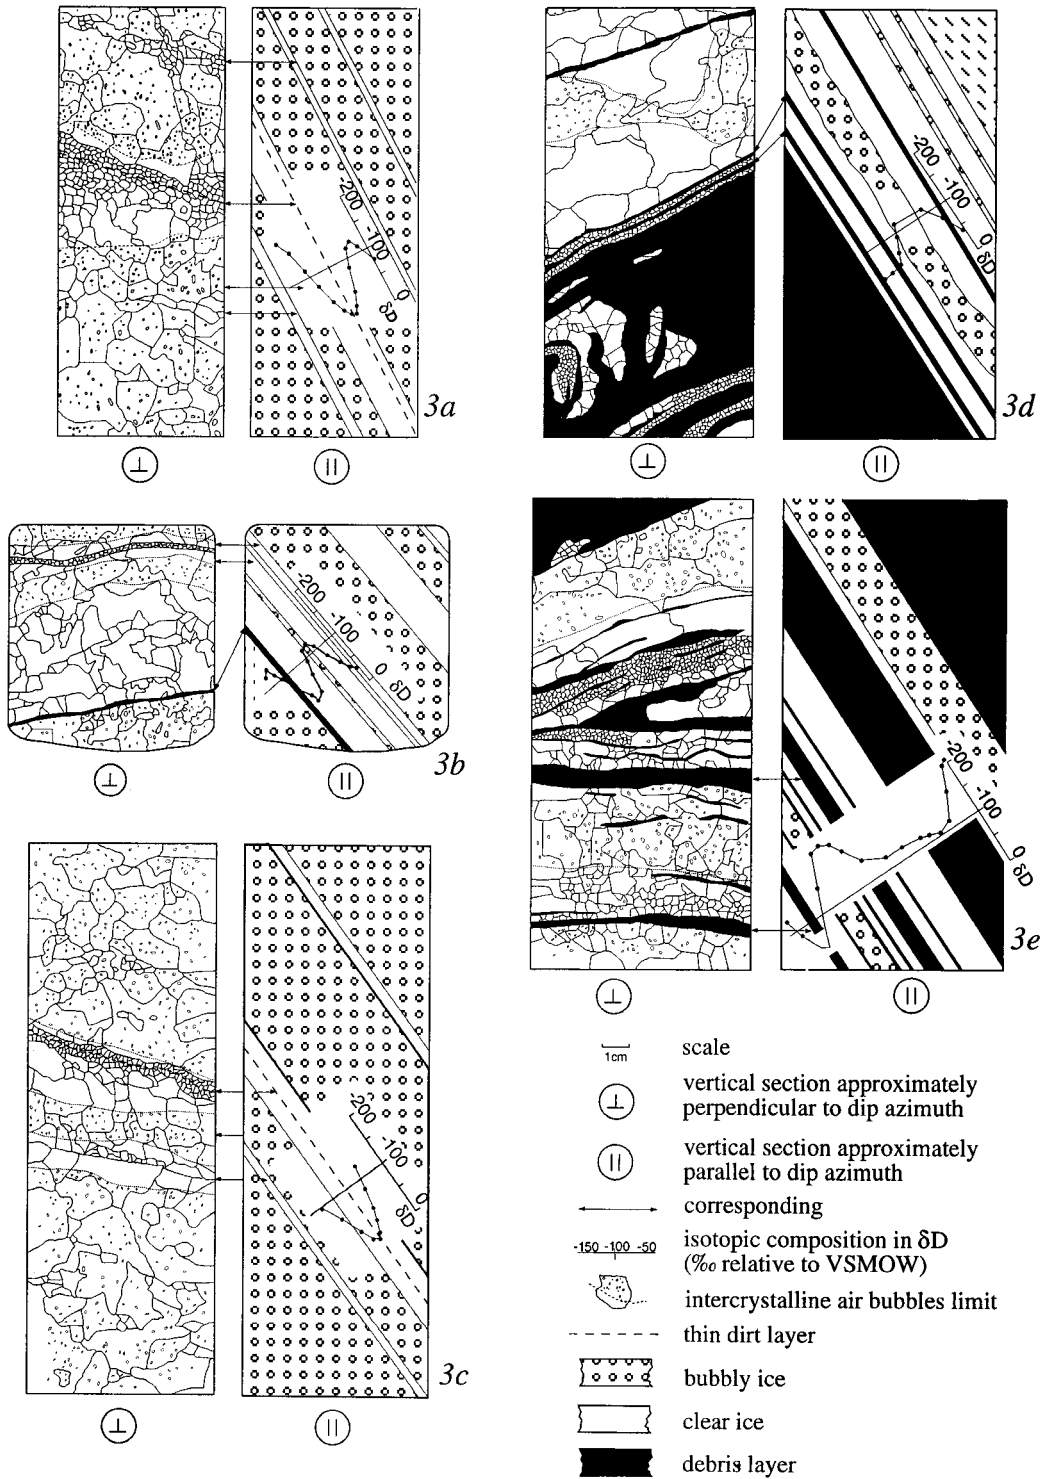 -200
-100
0
δD
3a
⊥
||
-200
-100
0
δD
3d
⊥
||
-200
-100
0
δD
3b
⊥
||
-200
-100
0
δD
3e
⊥
||
-200
-100
0
δD
3c
⊥
||
1cm
scale
⊥
vertical section approximately
perpendicular to dip azimuth
||
vertical section approximately
parallel to dip azimuth
corresponding
-150 -100 -50
isotopic composition in δD
(‰ relative to VSMOW)
intercrystalline air bubbles limit
thin dirt layer
bubbly ice
clear ice
debris layer